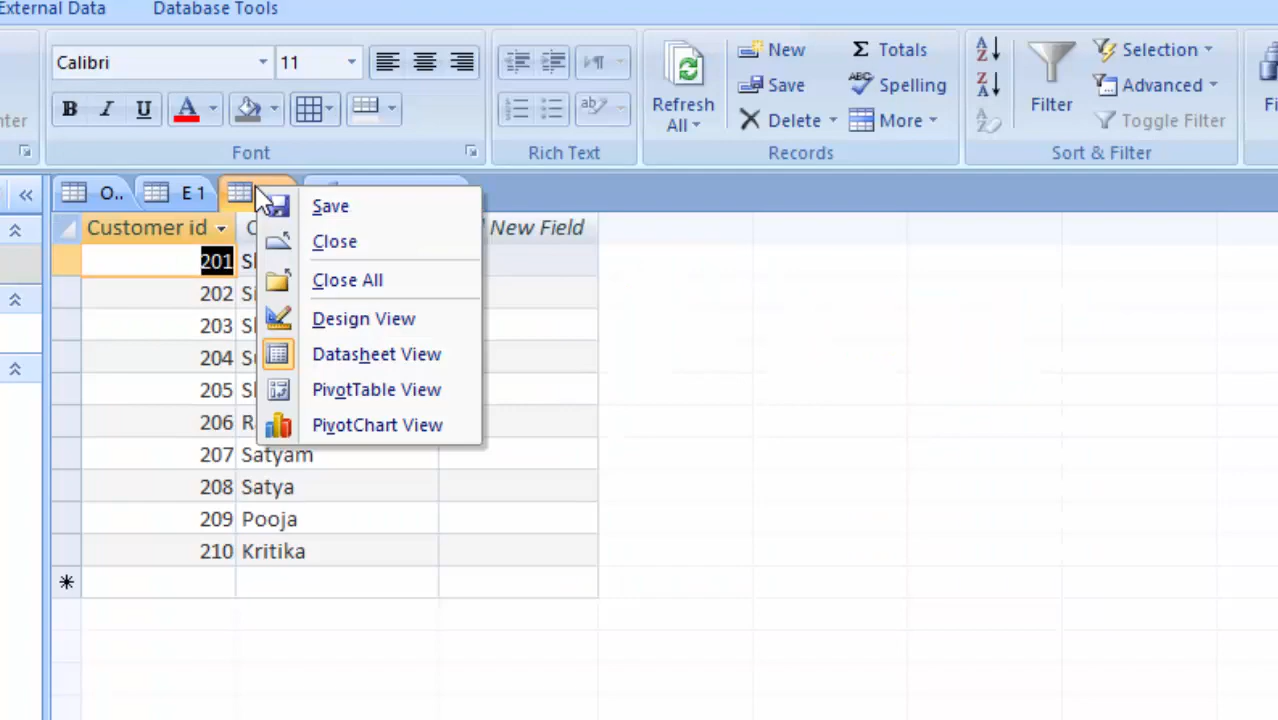 External Data Database Tools
Calibri 11 New Totals Selection
Refresh All Save Spelling Filter Advanced
B I U A Delete More Toggle Filter
Font Rich Text Records Sort & Filter
O.. E 1
Customer id New Field
201
202
203
204
205
206
207 Satyam
208 Satya
209 Pooja
210 Kritika
Save
Close
Close All
Design View
Datasheet View
PivotTable View
PivotChart View